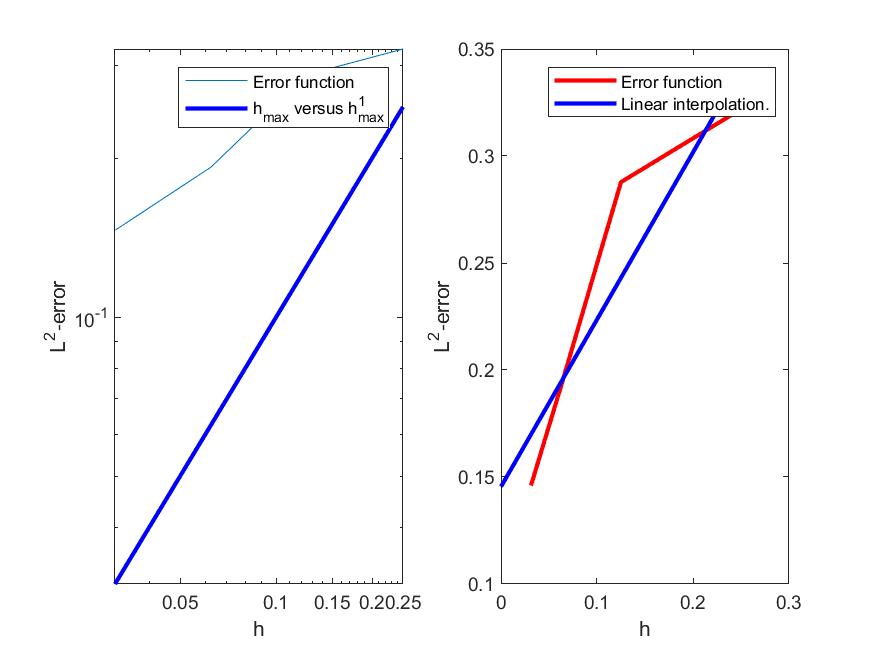 Error function
h_max versus h^1_max
L^2-error
10^-1
0.05
0.1
0.15
0.20
0.25
h
Error function
Linear interpolation.
L^2-error
0.35
0.3
0.25
0.2
0.15
0.1
0
0.1
0.2
0.3
h